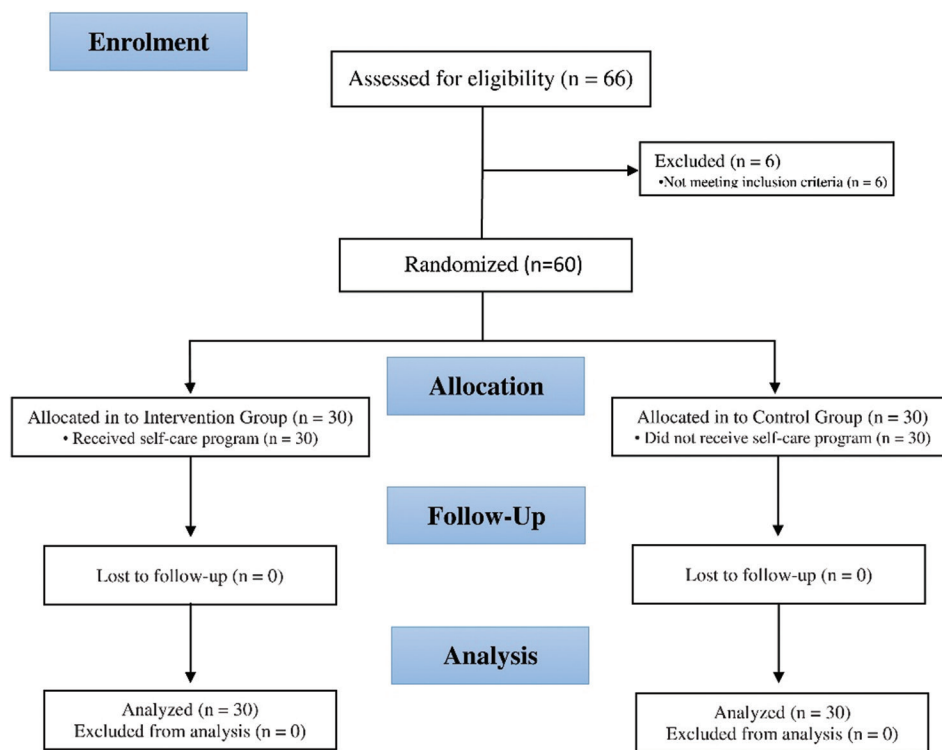 Enrolment
Assessed for eligibility (n = 66)
Excluded (n = 6)
•Not meeting inclusion criteria (n = 6)
Randomized (n=60)
Allocation
Allocated in to Intervention Group (n = 30)
• Received self-care program (n = 30)
Allocated in to Control Group (n = 30)
• Did not receive self-care program (n = 30)
Follow-Up
Lost to follow-up (n = 0)
Lost to follow-up (n = 0)
Analysis
Analyzed (n = 30)
Excluded from analysis (n = 0)
Analyzed (n = 30)
Excluded from analysis (n = 0)